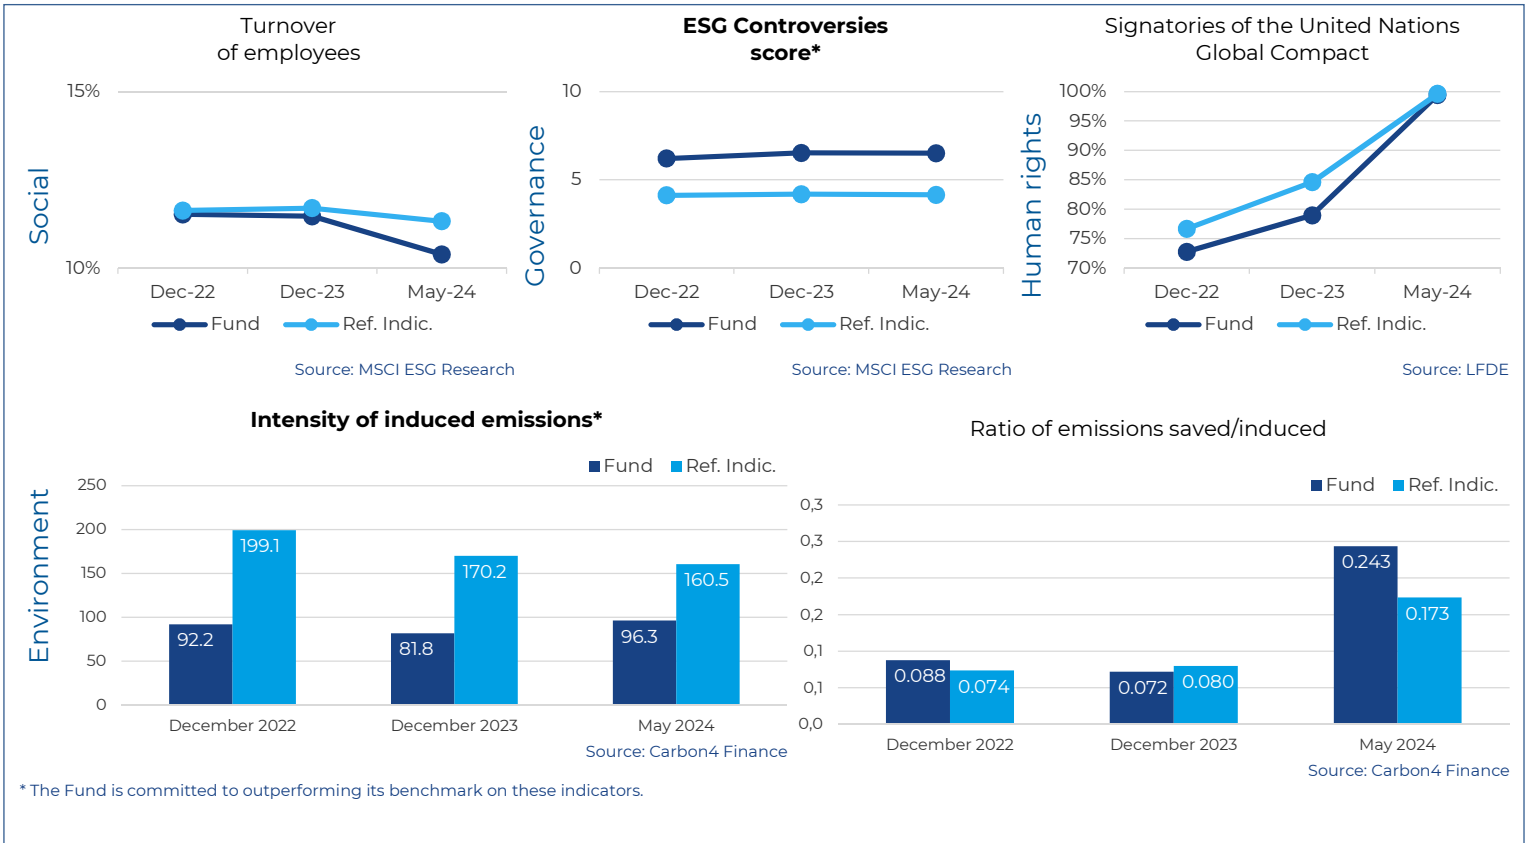 Turnover
of employees
15%
10%
Social
Dec-22 Dec-23 May-24
Fund Ref. Indic.
Source: MSCI ESG Research
ESG Controversies
score*
10
5
0
Governance
Dec-22 Dec-23 May-24
Fund Ref. Indic.
Source: MSCI ESG Research
Signatories of the United Nations
Global Compact
100%
95%
90%
85%
80%
75%
70%
Human rights
Dec-22 Dec-23 May-24
Fund Ref. Indic.
Source: LFDE
Intensity of induced emissions*
Fund Ref. Indic.
Environment
250
200
150
100
50
0
92.2 199.1
81.8 170.2
96.3 160.5
December 2022 December 2023 May 2024
Source: Carbon4 Finance
Ratio of emissions saved/induced
Fund Ref. Indic.
0,3
0,3
0,2
0,2
0,1
0,1
0,0
0.088 0.074
0.072 0.080
0.243 0.173
December 2022 December 2023 May 2024
Source: Carbon4 Finance
* The Fund is committed to outperforming its benchmark on these indicators.